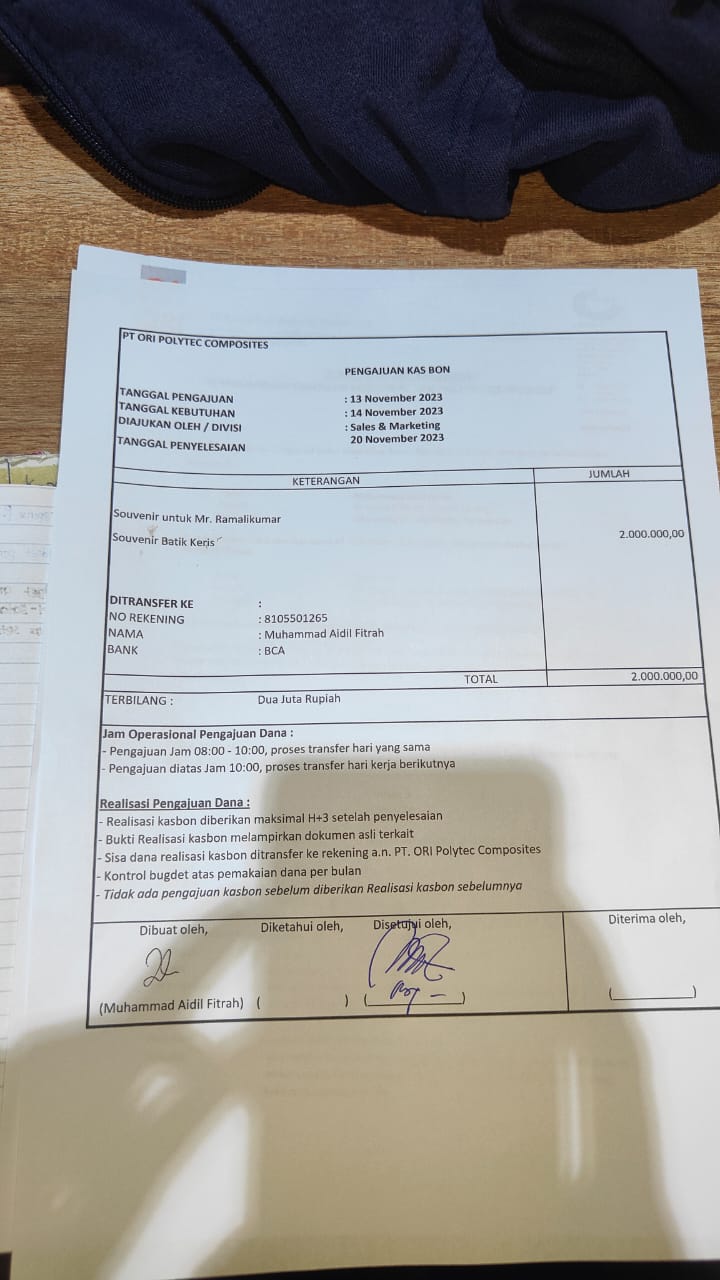 PT ORI POLYTEC COMPOSITES
PENGAJUAN KAS BON
TANGGAL PENGAJUAN : 13 November 2023
TANGGAL KEBUTUHAN : 14 November 2023
DIAJUKAN OLEH / DIVISI : Sales & Marketing
TANGGAL PENYELESAIAN 20 November 2023
KETERANGAN JUMLAH
Souvenir untuk Mr. Ramalikumar
Souvenir Batik Keris 2.000.000,00
DITRANSFER KE :
NO REKENING : 8105501265
NAMA : Muhammad Aidil Fitrah
BANK : BCA
TOTAL 2.000.000,00
TERBILANG : Dua Juta Rupiah
Jam Operasional Pengajuan Dana :
- Pengajuan Jam 08:00 - 10:00, proses transfer hari yang sama
- Pengajuan diatas Jam 10:00, proses transfer hari kerja berikutnya
Realisasi Pengajuan Dana :
- Realisasi kasbon diberikan maksimal H+3 setelah penyelesaian
- Bukti Realisasi kasbon melampirkan dokumen asli terkait
- Sisa dana realisasi kasbon ditransfer ke rekening a.n. PT. ORI Polytec Composites
- Kontrol bugdet atas pemakaian dana per bulan
- Tidak ada pengajuan kasbon sebelum diberikan Realisasi kasbon sebelumnya
Dibuat oleh, Diketahui oleh, Disetujui oleh, Diterima oleh,
(Muhammad Aidil Fitrah) ( ) ( ) ( )